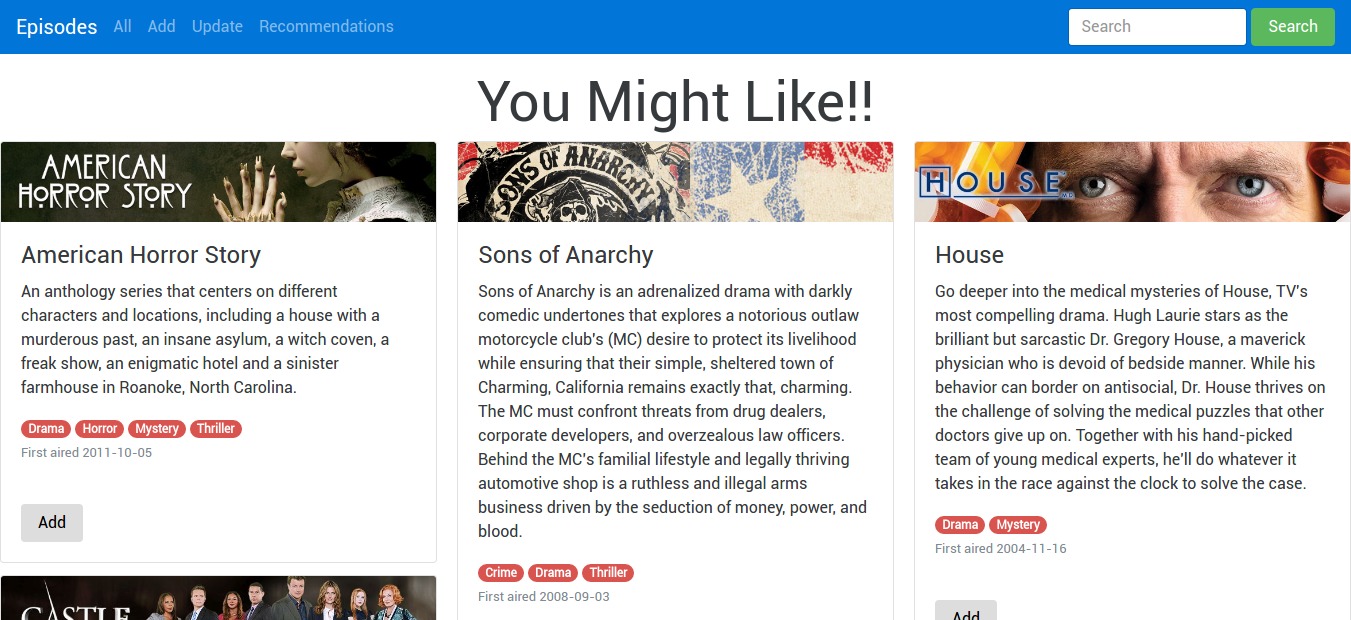 Episodes All Add Update Recommendations Search Search
You Might Like!!
AMERICAN
HORROR STORY
American Horror Story
An anthology series that centers on different
characters and locations, including a house with a
murderous past, an insane asylum, a witch coven, a
freak show, an enigmatic hotel and a sinister
farmhouse in Roanoke, North Carolina.
Drama Horror Mystery Thriller
First aired 2011-10-05
Add
CASTLE
SONS OF ANARCHY
Sons of Anarchy
Sons of Anarchy is an adrenalized drama with darkly
comedic undertones that explores a notorious outlaw
motorcycle club's (MC) desire to protect its livelihood
while ensuring that their simple, sheltered town of
Charming, California remains exactly that, charming.
The MC must confront threats from drug dealers,
corporate developers, and overzealous law officers.
Behind the MC's familial lifestyle and legally thriving
automotive shop is a ruthless and illegal arms
business driven by the seduction of money, power, and
blood.
Crime Drama Thriller
First aired 2008-09-03
HOUSE
House
Go deeper into the medical mysteries of House, TV's
most compelling drama. Hugh Laurie stars as the
brilliant but sarcastic Dr. Gregory House, a maverick
physician who is devoid of bedside manner. While his
behavior can border on antisocial, Dr. House thrives on
the challenge of solving the medical puzzles that other
doctors give up on. Together with his hand-picked
team of young medical experts, he'll do whatever it
takes in the race against the clock to solve the case.
Drama Mystery
First aired 2004-11-16
Add